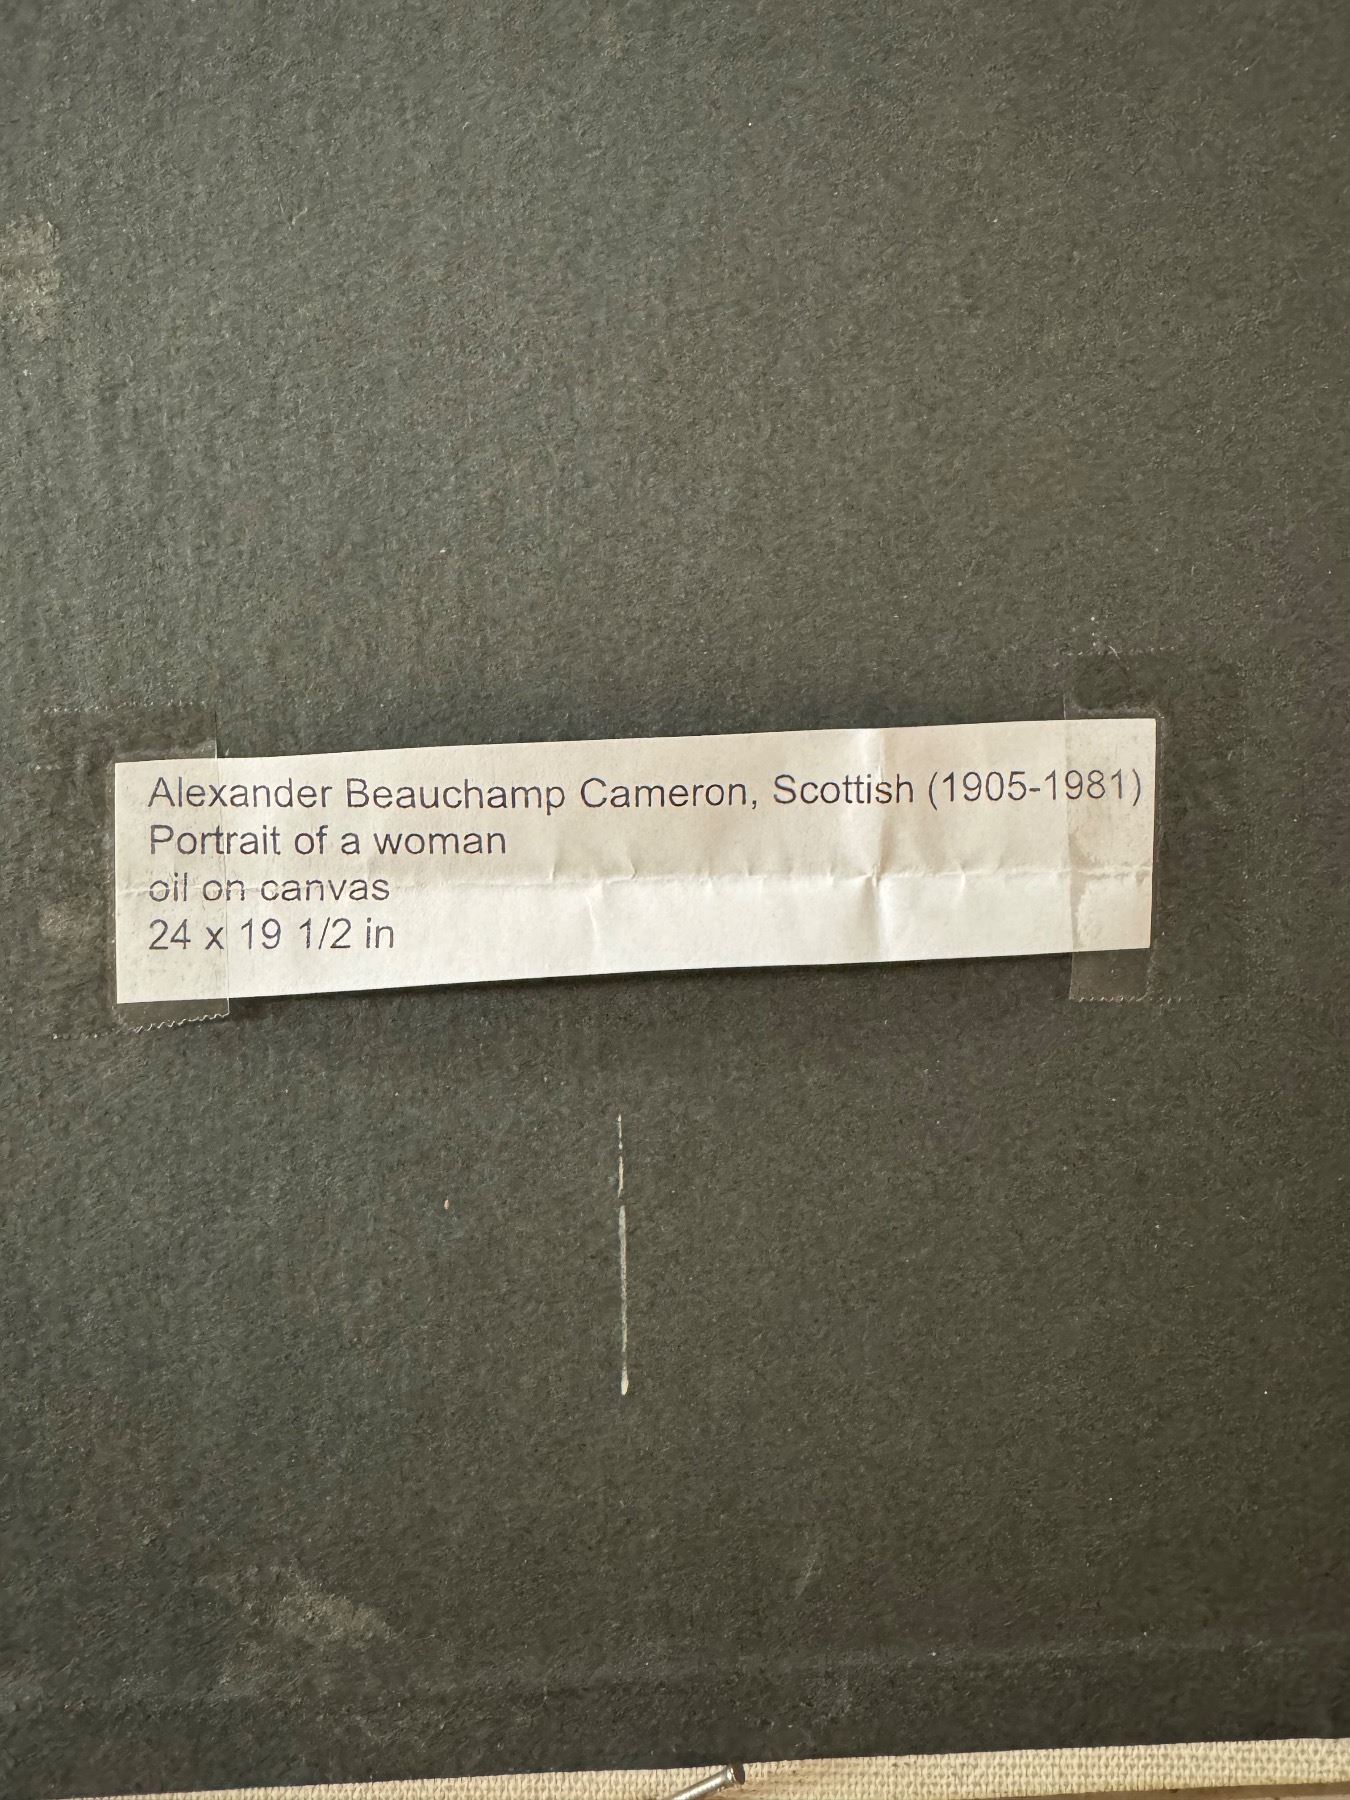 Alexander Beauchamp Cameron, Scottish (1905-1981)
Portrait of a woman
oil on canvas
24 x 19 1/2 in